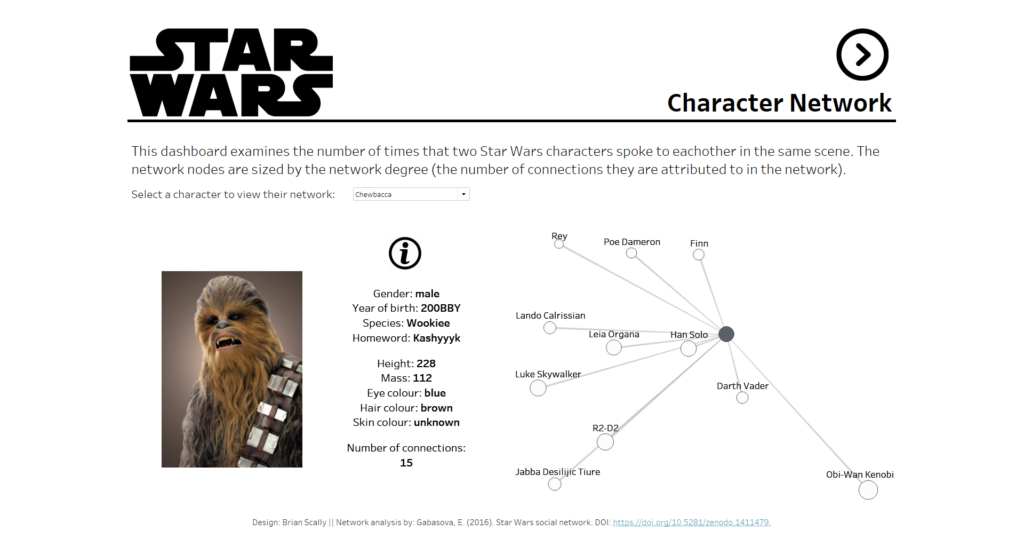 STAR
WARS
Character Network
This dashboard examines the number of times that two Star Wars characters spoke to eachother in the same scene. The
network nodes are sized by the network degree (the number of connections they are attributed to in the network).
Select a character to view their network: Chewbacca
i
Gender: male
Year of birth: 200BBY
Species: Wookiee
Homeword: Kashyyyk
Height: 228
Mass: 112
Eye colour: blue
Hair colour: brown
Skin colour: unknown
Number of connections:
15
Rey
Poe Dameron
Finn
Lando Calrissian
Leia Organa
Han Solo
Luke Skywalker
Darth Vader
R2-D2
Jabba Desilijic Tiure
Obi-Wan Kenobi
Design: Brian Scally || Network analysis by: Gabasova, E. (2016). Star Wars social network. DOI: https://doi.org/10.5281/zenodo.1411479.